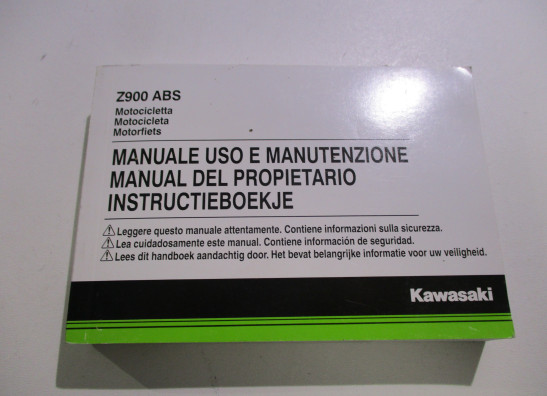 Z900 ABS
Motocicletta
Motocicleta
Motorfiets
MANUALE USO E MANUTENZIONE
MANUAL DEL PROPIETARIO
INSTRUCTIEBOEKJE
Leggere questo manuale attentamente. Contiene informazioni sulla sicurezza.
Lea cuidadosamente este manual. Contiene información de seguridad.
Lees dit handboek aandachtig door. Het bevat belangrijke informatie voor uw veiligheid.
Kawasaki